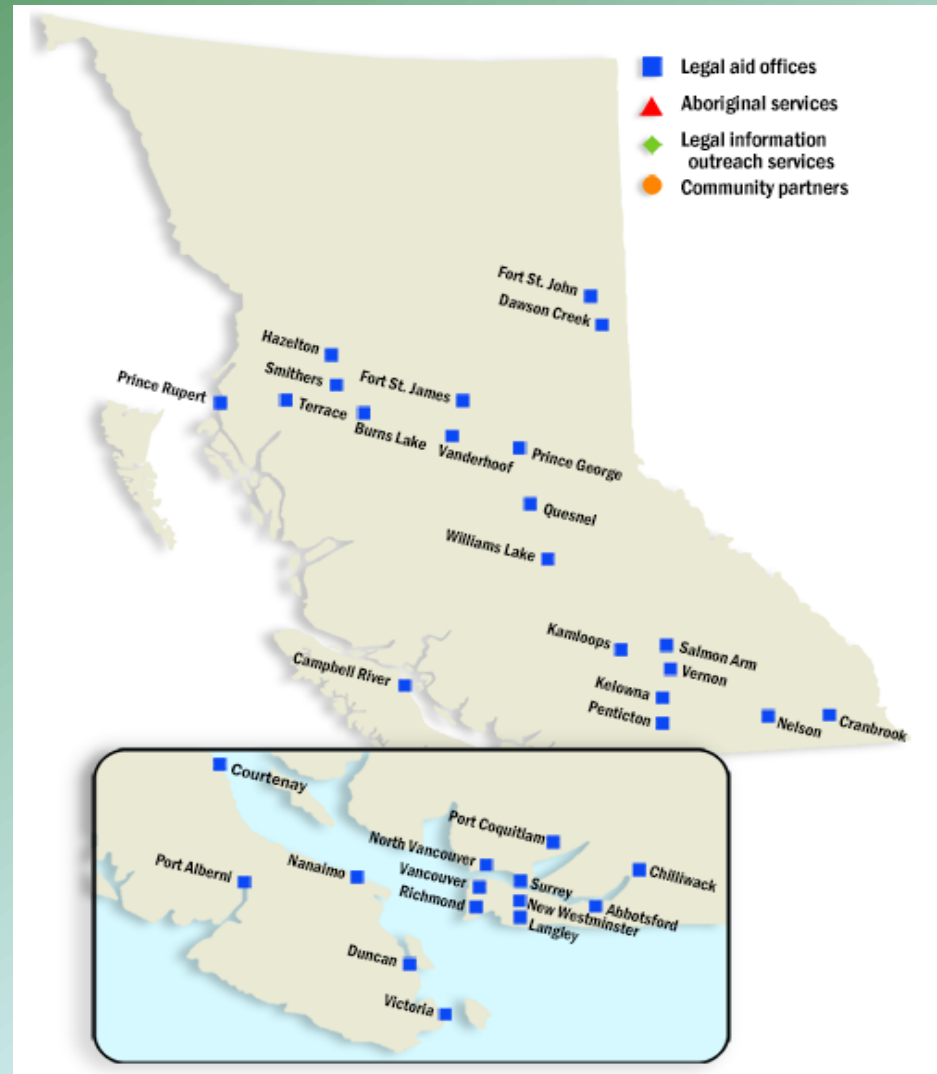 Legal aid offices
Aboriginal services
Legal information
outreach services
Community partners
Fort St. John
Dawson Creek
Hazelton
Smithers
Fort St. James
Prince Rupert
Terrace
Burns Lake
Vanderhoof
Prince George
Quesnel
Williams Lake
Kamloops
Salmon Arm
Vernon
Campbell River
Kelowna
Penticton
Nelson
Cranbrook
Courtenay
Port Coquitlam
North Vancouver
Chilliwack
Port Alberni
Nanaimo
Vancouver
Surrey
Richmond
New Westminster
Abbotsford
Langley
Duncan
Victoria